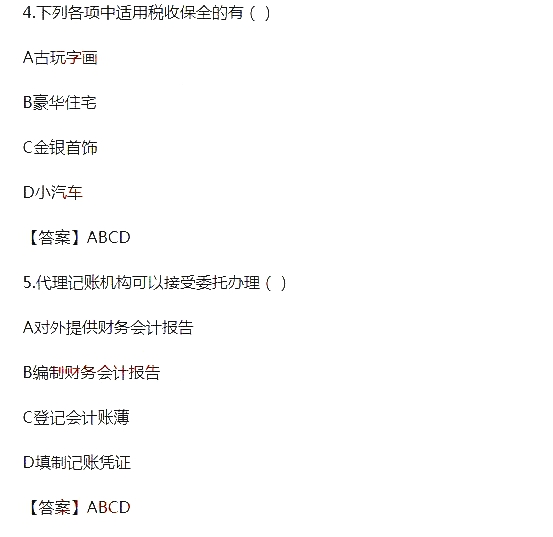 4.下列各项中适用税收保全的有（ ）
A古玩字画
B豪华住宅
C金银首饰
D小汽车
【答案】ABCD
5.代理记账机构可以接受委托办理（ ）
A对外提供财务会计报告
B编制财务会计报告
C登记会计账薄
D填制记账凭证
【答案】ABCD